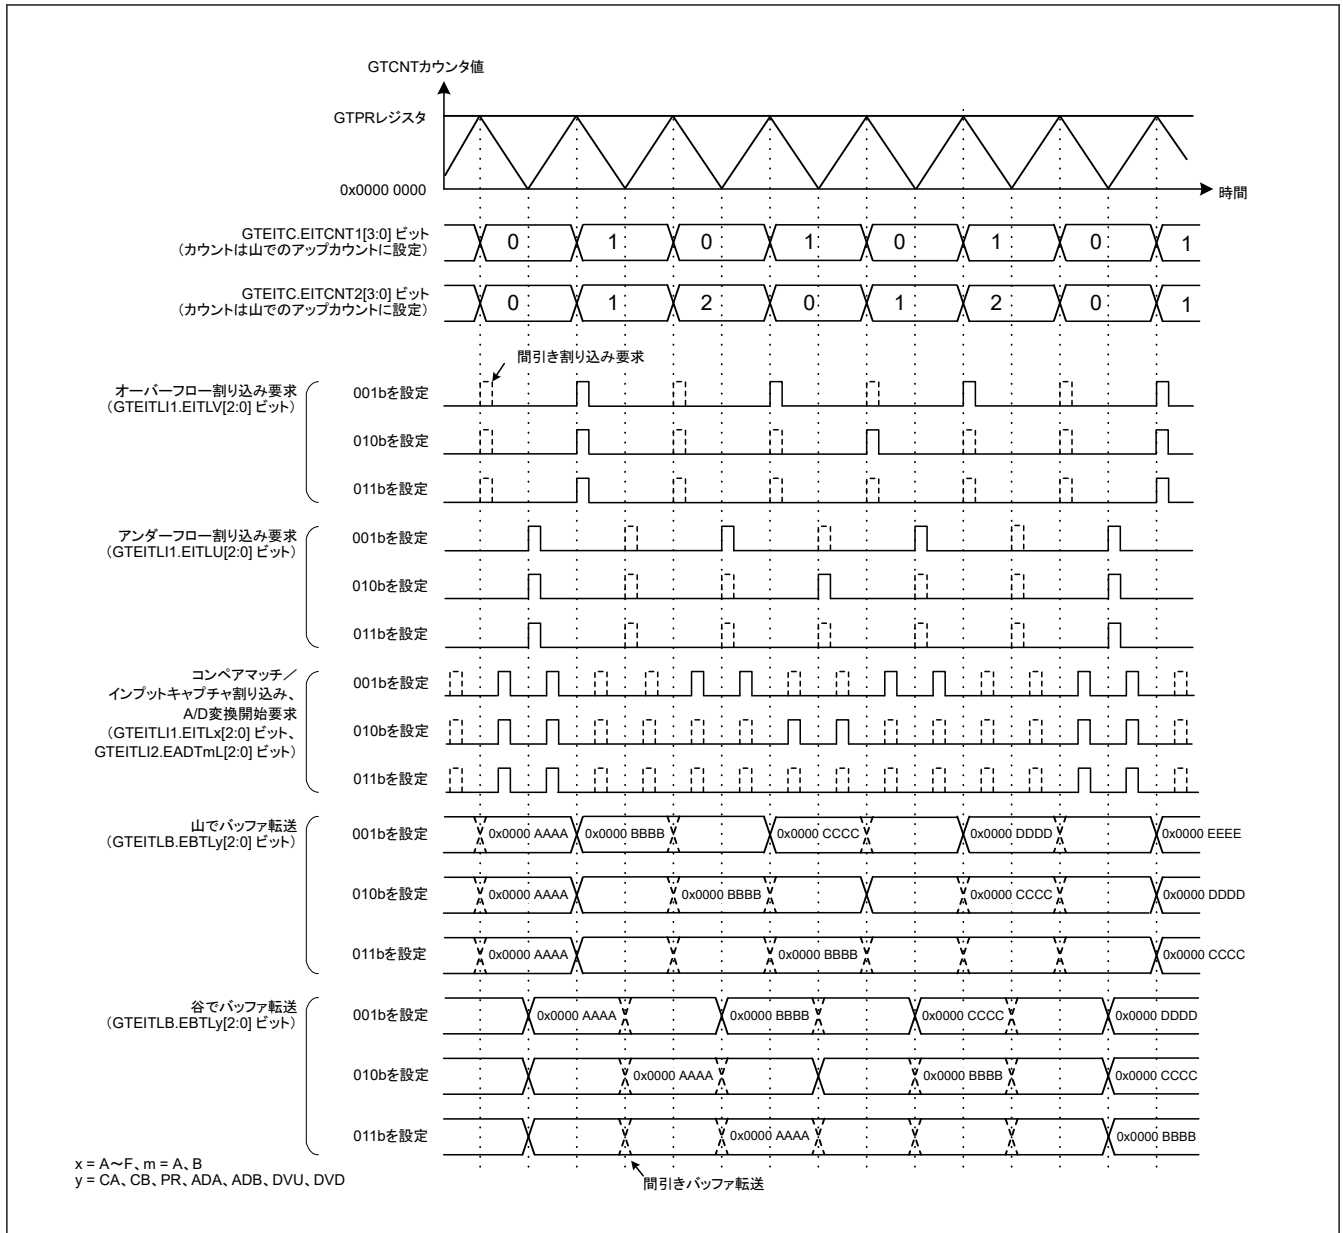 GTCNTカウンタ値
GTPRレジスタ
0x0000 0000
時間
GTEITC.EITCNT1[3:0] ビット
（カウントは山でのアップカウントに設定）
0 1 0 1 0 1 0 1
GTEITC.EITCNT2[3:0] ビット
（カウントは山でのアップカウントに設定）
0 1 2 0 1 2 0 1
間引き割り込み要求
オーバーフロー割り込み要求
（GTEITLI1.EITLV[2:0] ビット）
001bを設定
010bを設定
011bを設定
アンダーフロー割り込み要求
（GTEITLI1.EITLU[2:0] ビット）
001bを設定
010bを設定
011bを設定
コンペアマッチ／
インプットキャプチャ割り込み、
A/D変換開始要求
（GTEITLI1.EITLx[2:0] ビット、
GTEITLI2.EADTmL[2:0] ビット）
001bを設定
010bを設定
011bを設定
山でバッファ転送
（GTEITLB.EBTLy[2:0] ビット）
001bを設定 0x0000 AAAA 0x0000 BBBB 0x0000 CCCC 0x0000 DDDD 0x0000 EEEE
010bを設定 0x0000 AAAA 0x0000 BBBB 0x0000 CCCC 0x0000 DDDD
011bを設定 0x0000 AAAA 0x0000 BBBB 0x0000 CCCC
谷でバッファ転送
（GTEITLB.EBTLy[2:0] ビット）
001bを設定 0x0000 AAAA 0x0000 BBBB 0x0000 CCCC 0x0000 DDDD
010bを設定 0x0000 AAAA 0x0000 BBBB 0x0000 CCCC
011bを設定 0x0000 AAAA 0x0000 BBBB
間引きバッファ転送
x = A～F、m = A、B
y = CA、CB、PR、ADA、ADB、DVU、DVD